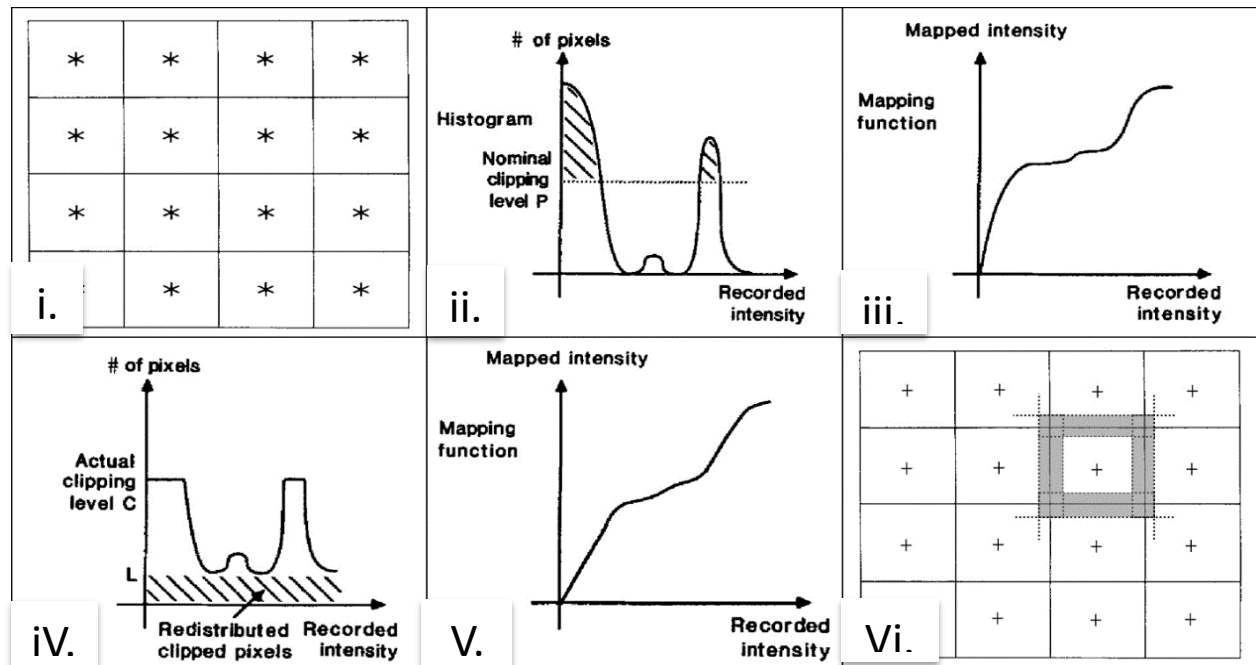 i.
# of pixels
Histogram
Nominal
clipping
level P
Recorded
intensity
ii.
Mapped intensity
Mapping
function
Recorded
intensity
iii.
# of pixels
Actual
clipping
level C
L
Redistributed
clipped pixels
Recorded
intensity
iV.
Mapped intensity
Mapping
function
Recorded
intensity
V.
Vi.